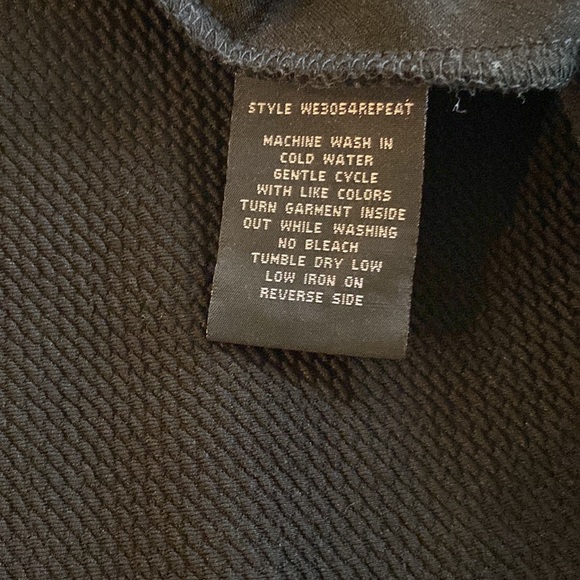 STYLE WE3054REPEAT
MACHINE WASH IN
COLD WATER
GENTLE CYCLE
WITH LIKE COLORS
TURN GARMENT INSIDE
OUT WHILE WASHING
NO BLEACH
TUMBLE DRY LOW
LOW IRON ON
REVERSE SIDE